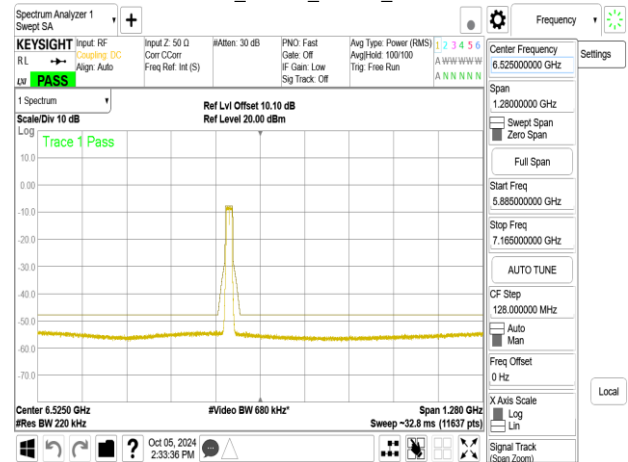 Spectrum Analyzer 1
Swept SA
Frequency
KEYSIGHT
RL
LXI
PASS
Input: RF
Coupling: DC
Align: Auto
Input Z: 50 Ω
Corr CCorr
Freq Ref: Int (S)
#Atten: 30 dB
PNO: Fast
Gate: Off
IF Gain: Low
Sig Track: Off
Avg Type: Power (RMS)
Avg|Hold: 100/100
Trig: Free Run
1 2 3 4 5 6
A W W W W W
A N N N N N
1 Spectrum
Scale/Div 10 dB
Ref Lvl Offset 10.10 dB
Ref Level 20.00 dBm
Log
Trace 1 Pass
10.0
0.00
-10.0
-20.0
-30.0
-40.0
-50.0
-60.0
-70.0
Center 6.5250 GHz
#Video BW 680 kHz*
Span 1.280 GHz
#Res BW 220 kHz
Sweep ~32.8 ms (11637 pts)
Oct 05, 2024
2:33:36 PM
Center Frequency
6.525000000 GHz
Settings
Span
1.28000000 GHz
Swept Span
Zero Span
Full Span
Start Freq
5.885000000 GHz
Stop Freq
7.165000000 GHz
AUTO TUNE
CF Step
128.000000 MHz
Auto
Man
Freq Offset
0 Hz
X Axis Scale
Log
Lin
Local
Signal Track
(Span Zoom)